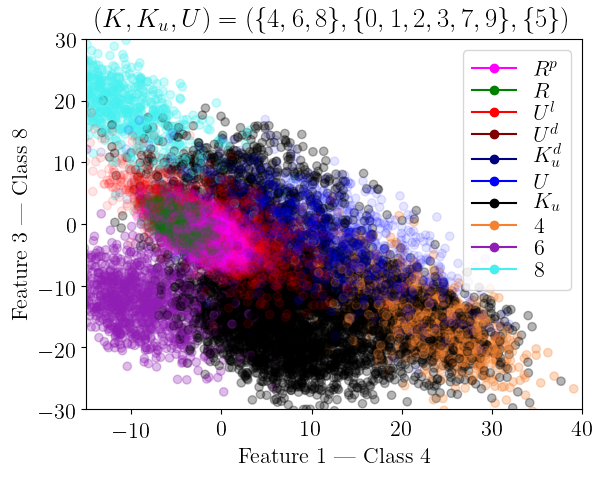 (K, K_u, U) = ({4, 6, 8}, {0, 1, 2, 3, 7, 9}, {5})
30
20
10
0
−10
−20
−30
Feature 3 — Class 8
R^p
R
U^l
U^d
K_u^d
U
K_u
4
6
8
−10
0
10
20
30
40
Feature 1 — Class 4